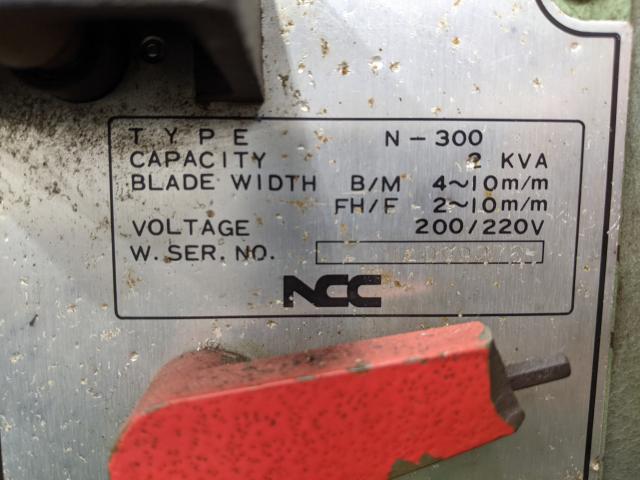 TYPE N-300
CAPACITY 2 KVA
BLADE WIDTH B/M 4~10m/m
FH/F 2~10m/m
VOLTAGE 200/220V
W. SER. NO.
NCC